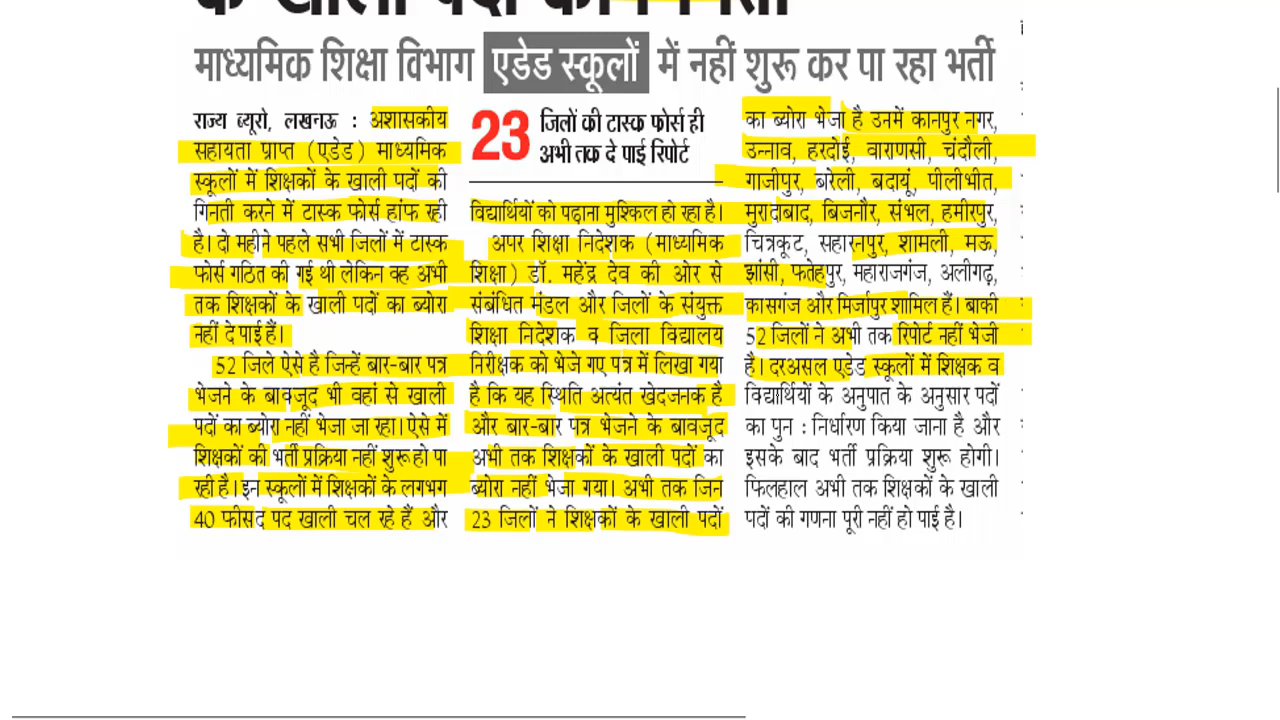 के खाली पदों की
माध्यमिक शिक्षा विभाग एडेड स्कूलों में नहीं शुरू कर पा रहा भर्ती
राज्य ब्यूरो, लखनऊ : अशासकीय
सहायता प्राप्त (एडेड) माध्यमिक
स्कूलों में शिक्षकों के खाली पदों की
गिनती करने में टास्क फोर्स हांफ रही
है। दो महीने पहले सभी जिलों में टास्क
फोर्स गठित की गई थी लेकिन वह अभी
तक शिक्षकों के खाली पदों का ब्योरा
नहीं दे पाई हैं।
52 जिले ऐसे है जिन्हें बार-बार पत्र
भेजने के बावजूद भी वहां से खाली
पदों का ब्योरा नहीं भेजा जा रहा। ऐसे में
शिक्षकों की भर्ती प्रक्रिया नहीं शुरू हो पा
रही है। इन स्कूलों में शिक्षकों के लगभग
40 फीसद पद खाली चल रहे हैं और
23 जिलों की टास्क फोर्स ही
अभी तक दे पाई रिपोर्ट
विद्यार्थियों को पढ़ाना मुश्किल हो रहा है।
अपर शिक्षा निदेशक (माध्यमिक
शिक्षा) डॉ. महेंद्र देव की ओर से
संबंधित मंडल और जिलों के संयुक्त
शिक्षा निदेशक व जिला विद्यालय
निरीक्षक को भेजे गए पत्र में लिखा गया
है कि यह स्थिति अत्यंत खेदजनक है
और बार-बार पत्र भेजने के बावजूद
अभी तक शिक्षकों के खाली पदों का
ब्योरा नहीं भेजा गया। अभी तक जिन
23 जिलों ने शिक्षकों के खाली पदों
का ब्योरा भेजा है उनमें कानपुर नगर,
उन्नाव, हरदोई, वाराणसी, चंदौली,
गाजीपुर, बरेली, बदायूं, पीलीभीत,
मुरादाबाद, बिजनौर, संभल, हमीरपुर,
चित्रकूट, सहारनपुर, शामली, मऊ,
झांसी, फतेहपुर, महाराजगंज, अलीगढ़,
कासगंज और मिर्जापुर शामिल हैं। बाकी
52 जिलों ने अभी तक रिपोर्ट नहीं भेजी
है। दरअसल एडेड स्कूलों में शिक्षक व
विद्यार्थियों के अनुपात के अनुसार पदों
का पुन : निर्धारण किया जाना है और
इसके बाद भर्ती प्रक्रिया शुरू होगी।
फिलहाल अभी तक शिक्षकों के खाली
पदों की गणना पूरी नहीं हो पाई है।